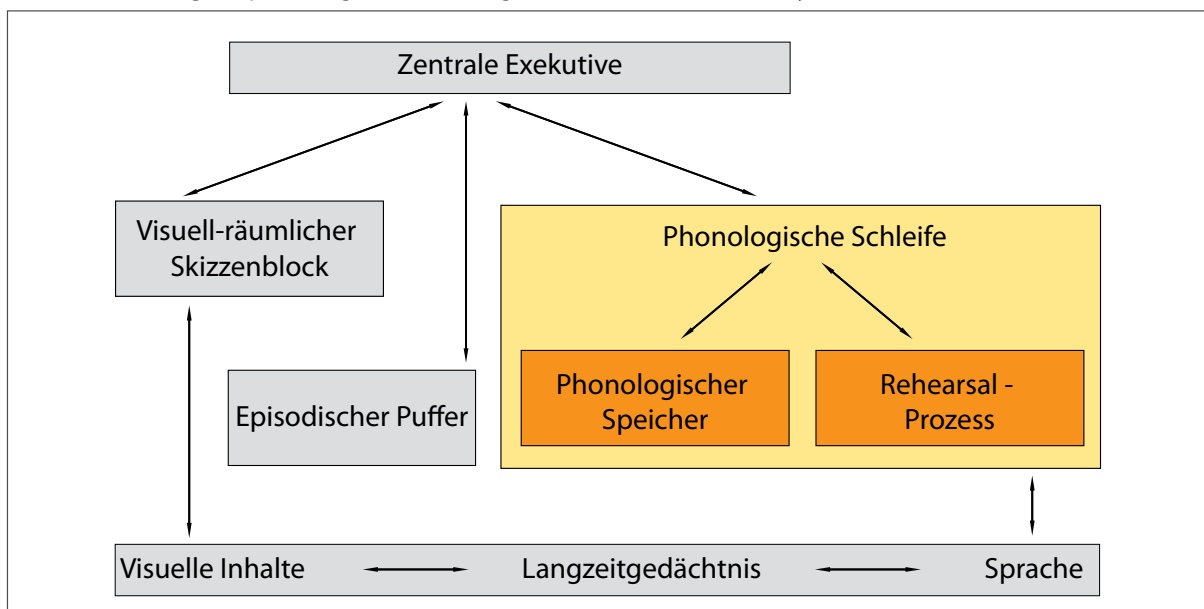 Zentrale Exekutive
Visuell-räumlicher
Skizzenblock
Phonologische Schleife
Episodischer Puffer
Phonologischer
Speicher
Rehearsal -
Prozess
Visuelle Inhalte
Langzeitgedächtnis
Sprache